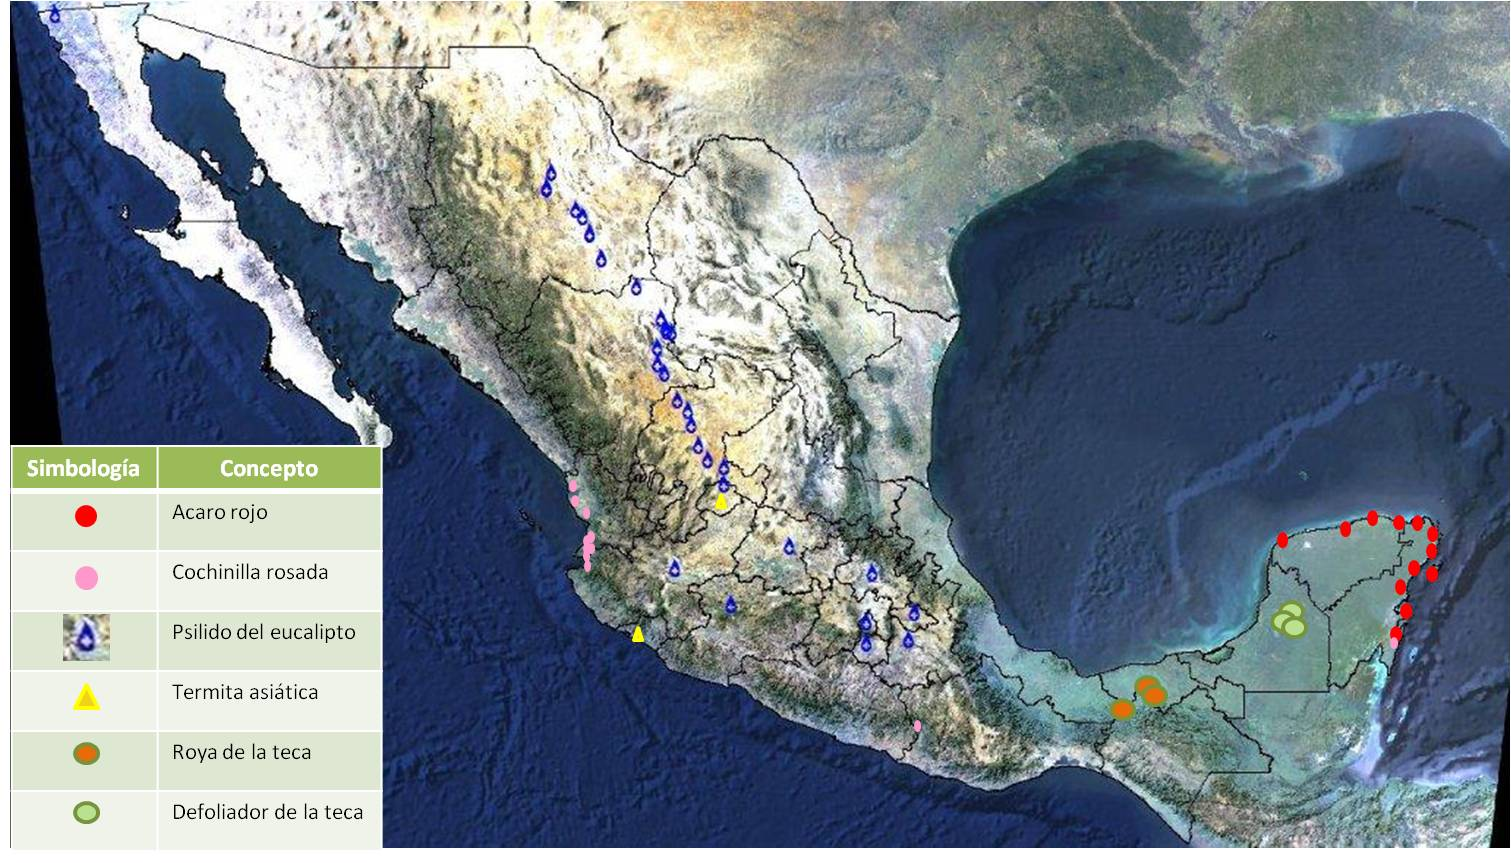 Simbología Concepto
Acaro rojo
Cochinilla rosada
Psilido del eucalipto
Termita asiática
Roya de la teca
Defoliador de la teca